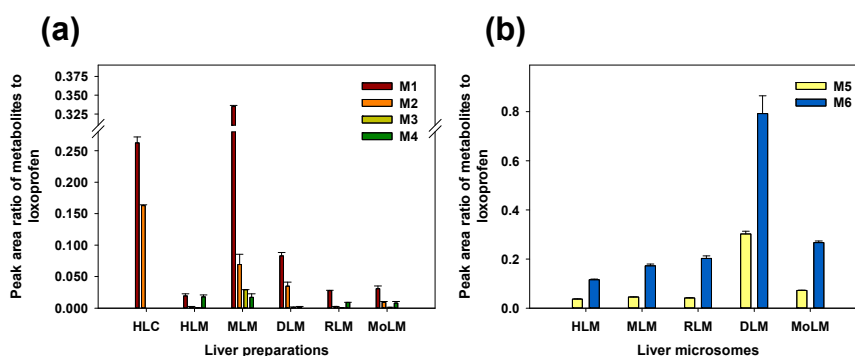 (a)
Peak area ratio of metabolites to
loxoprofen
0.375
0.350
0.325
0.250
0.200
0.150
0.100
0.050
0.000
M1
M2
M3
M4
HLC HLM MLM DLM RLM MoLM
Liver preparations
(b)
Peak area ratio of metabolites to
loxoprofen
0.8
0.6
0.4
0.2
0.0
M5
M6
HLM MLM RLM DLM MoLM
Liver microsomes